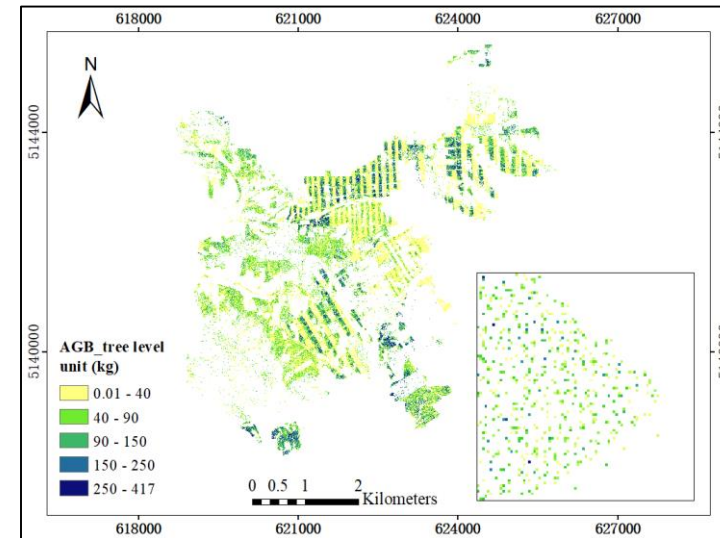 618000 621000 624000 627000
N
5144000
5144000
AGB_tree level
unit (kg)
0.01 - 40
40 - 90
90 - 150
150 - 250
250 - 417
5140000
0 0.5 1 2
Kilometers
618000 621000 624000 627000